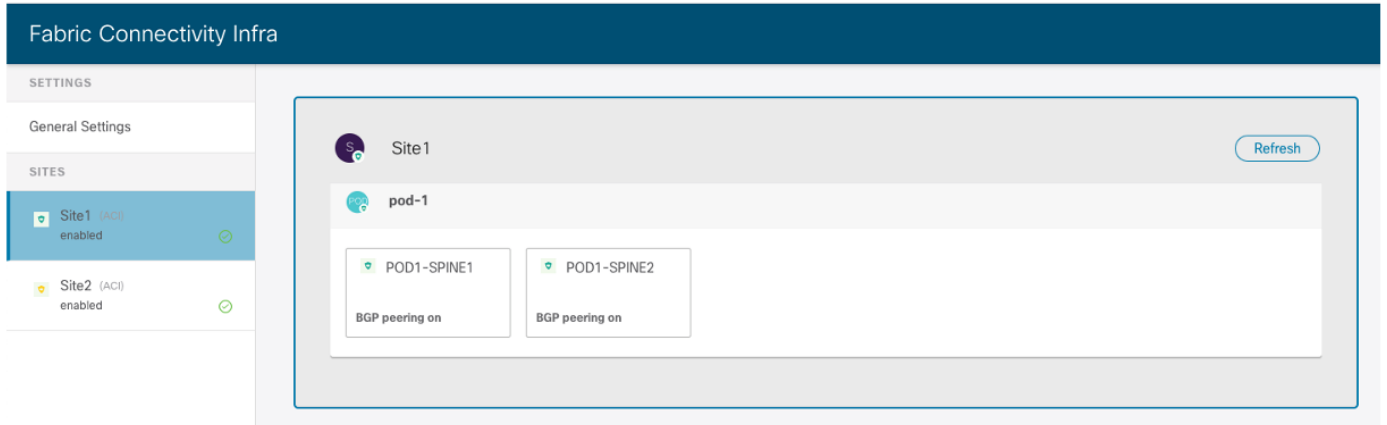 Fabric Connectivity Infra
SETTINGS
General Settings
SITES
Site1 (ACI)
enabled
Site2 (ACI)
enabled
S
Site1
Refresh
POD
pod-1
POD1-SPINE1
POD1-SPINE2
BGP peering on
BGP peering on